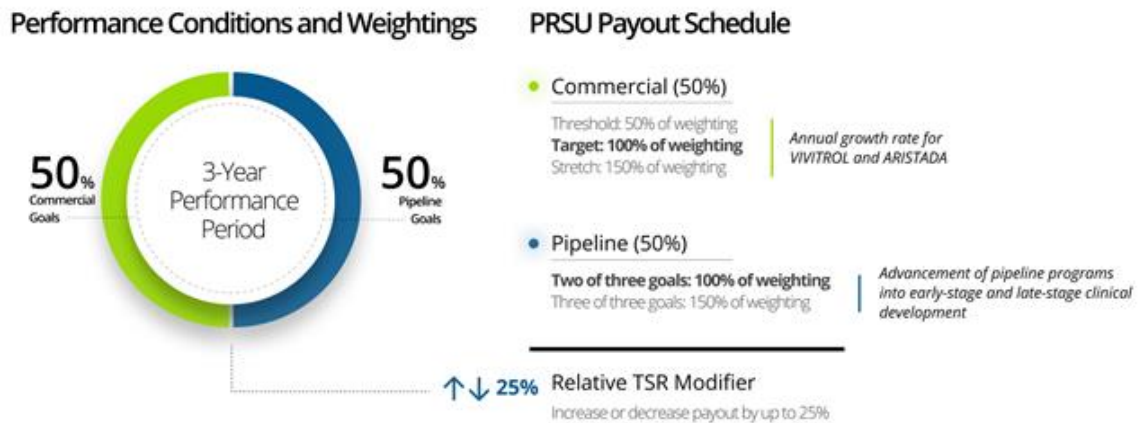 Performance Conditions and Weightings
50%
Commercial
Goals
3-Year
Performance
Period
50%
Pipeline
Goals
PRSU Payout Schedule
Commercial (50%)
Threshold: 50% of weighting
Target: 100% of weighting
Stretch: 150% of weighting
Annual growth rate for
VIVITROL and ARISTADA
Pipeline (50%)
Two of three goals: 100% of weighting
Three of three goals: 150% of weighting
Advancement of pipeline programs
into early-stage and late-stage clinical
development
↑↓ 25% Relative TSR Modifier
Increase or decrease payout by up to 25%